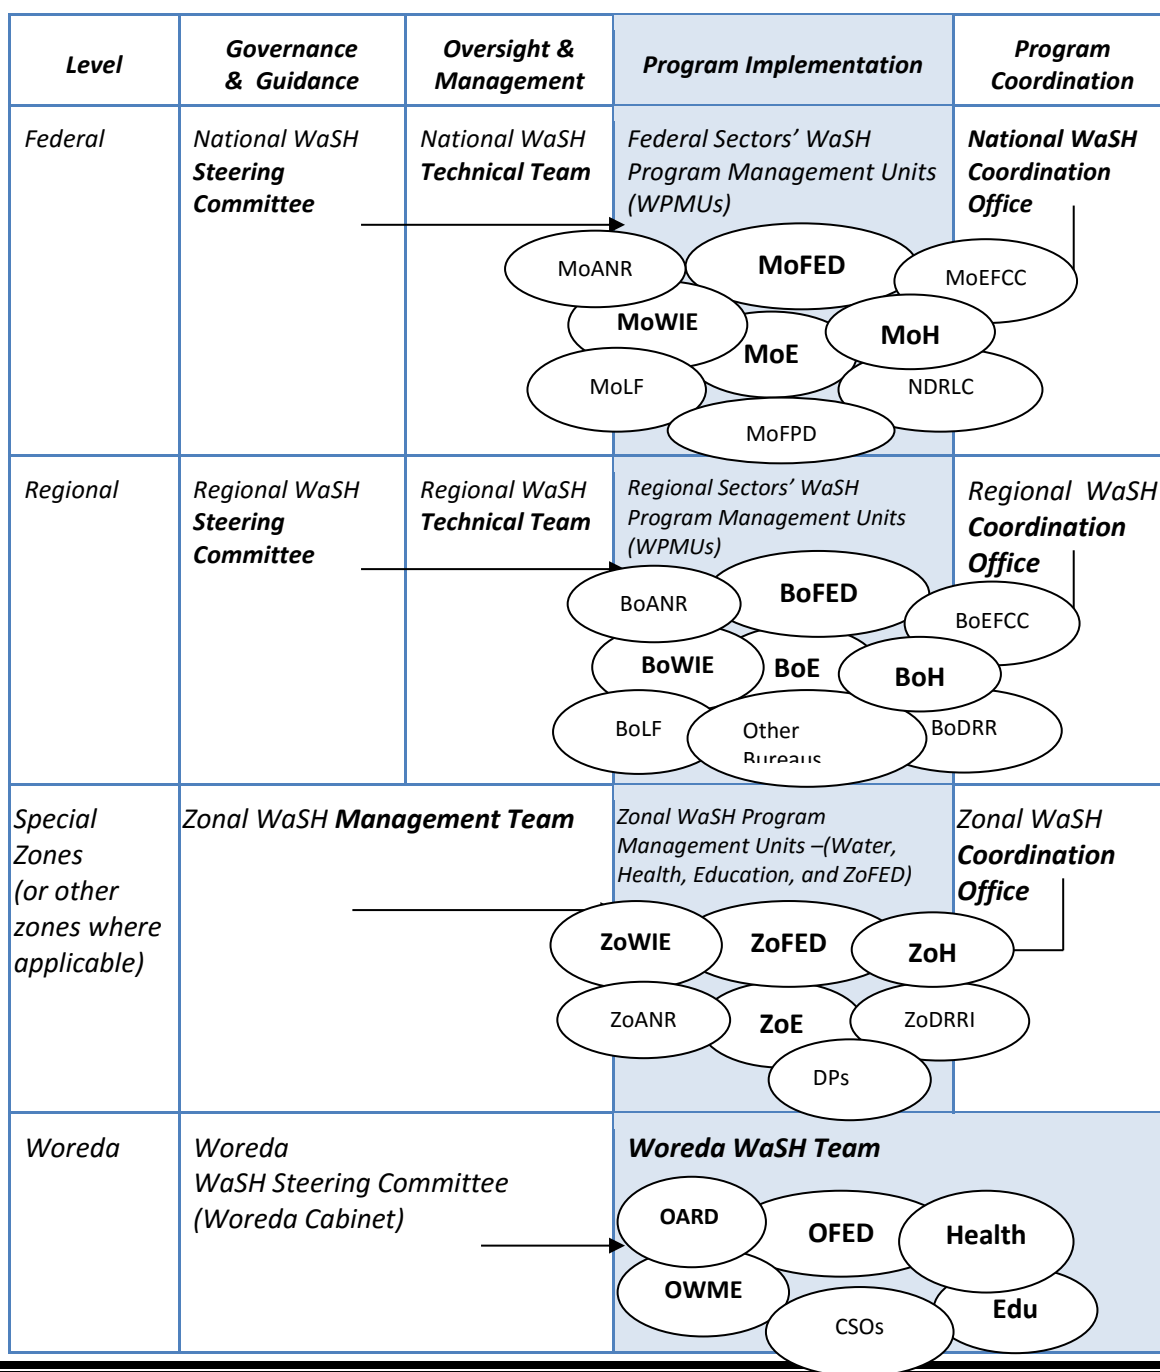 Level
Governance
& Guidance
Oversight &
Management
Program Implementation
Program
Coordination
Federal
National WaSH
Steering
Committee
National WaSH
Technical Team
Federal Sectors’ WaSH
Program Management Units
(WPMUs)
National WaSH
Coordination
Office
MoANR
MoFED
MoEFCC
MoWIE
MoE
MoH
MoLF
NDRLC
MoFPD
Regional
Regional WaSH
Steering
Committee
Regional WaSH
Technical Team
Regional Sectors’ WaSH
Program Management Units
(WPMUs)
Regional WaSH
Coordination
Office
BoANR
BoFED
BoEFCC
BoWIE
BoE
BoH
BoLF
Other
Bureaus
BoDRR
Special
Zones
(or other
zones where
applicable)
Zonal WaSH Management Team
Zonal WaSH Program
Management Units –(Water,
Health, Education, and ZoFED)
Zonal WaSH
Coordination
Office
ZoWIE
ZoFED
ZoH
ZoANR
ZoE
ZoDRRI
DPs
Woreda
Woreda
WaSH Steering Committee
(Woreda Cabinet)
Woreda WaSH Team
OARD
OFED
Health
OWME
CSOs
Edu